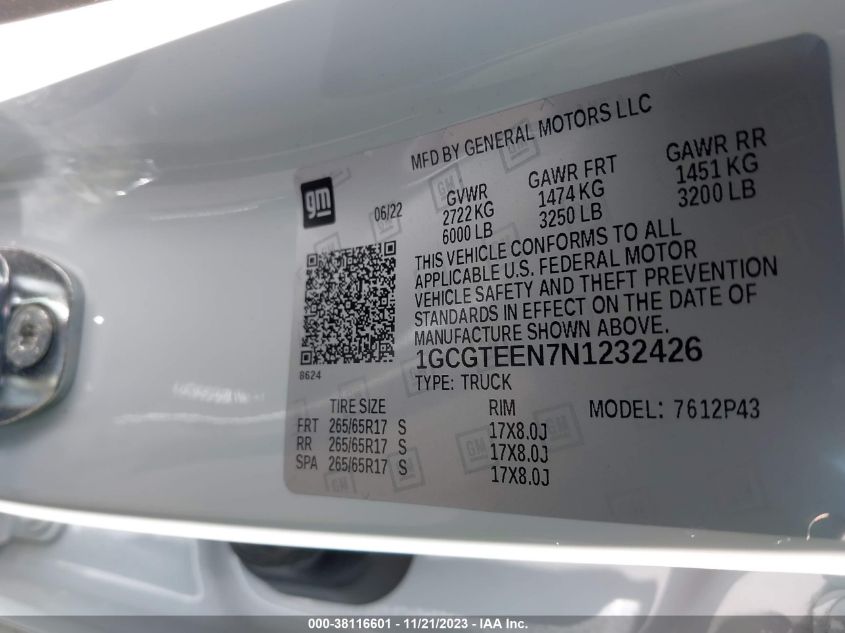 MFD BY GENERAL MOTORS LLC
gm
06/22
GVWR GAWR FRT GAWR RR
2722 KG 1474 KG 1451 KG
6000 LB 3250 LB 3200 LB
THIS VEHICLE CONFORMS TO ALL
APPLICABLE U.S. FEDERAL MOTOR
VEHICLE SAFETY AND THEFT PREVENTION
STANDARDS IN EFFECT ON THE DATE OF
MANUFACTURE SHOWN ABOVE.
8624
1GCGTEEN7N1232426
TYPE: TRUCK
TIRE SIZE RIM MODEL: 7612P43
FRT 265/65R17 S 17X8.0J
RR 265/65R17 S 17X8.0J
SPA 265/65R17 S 17X8.0J
000-38116601 - 11/21/2023 - IAA Inc.